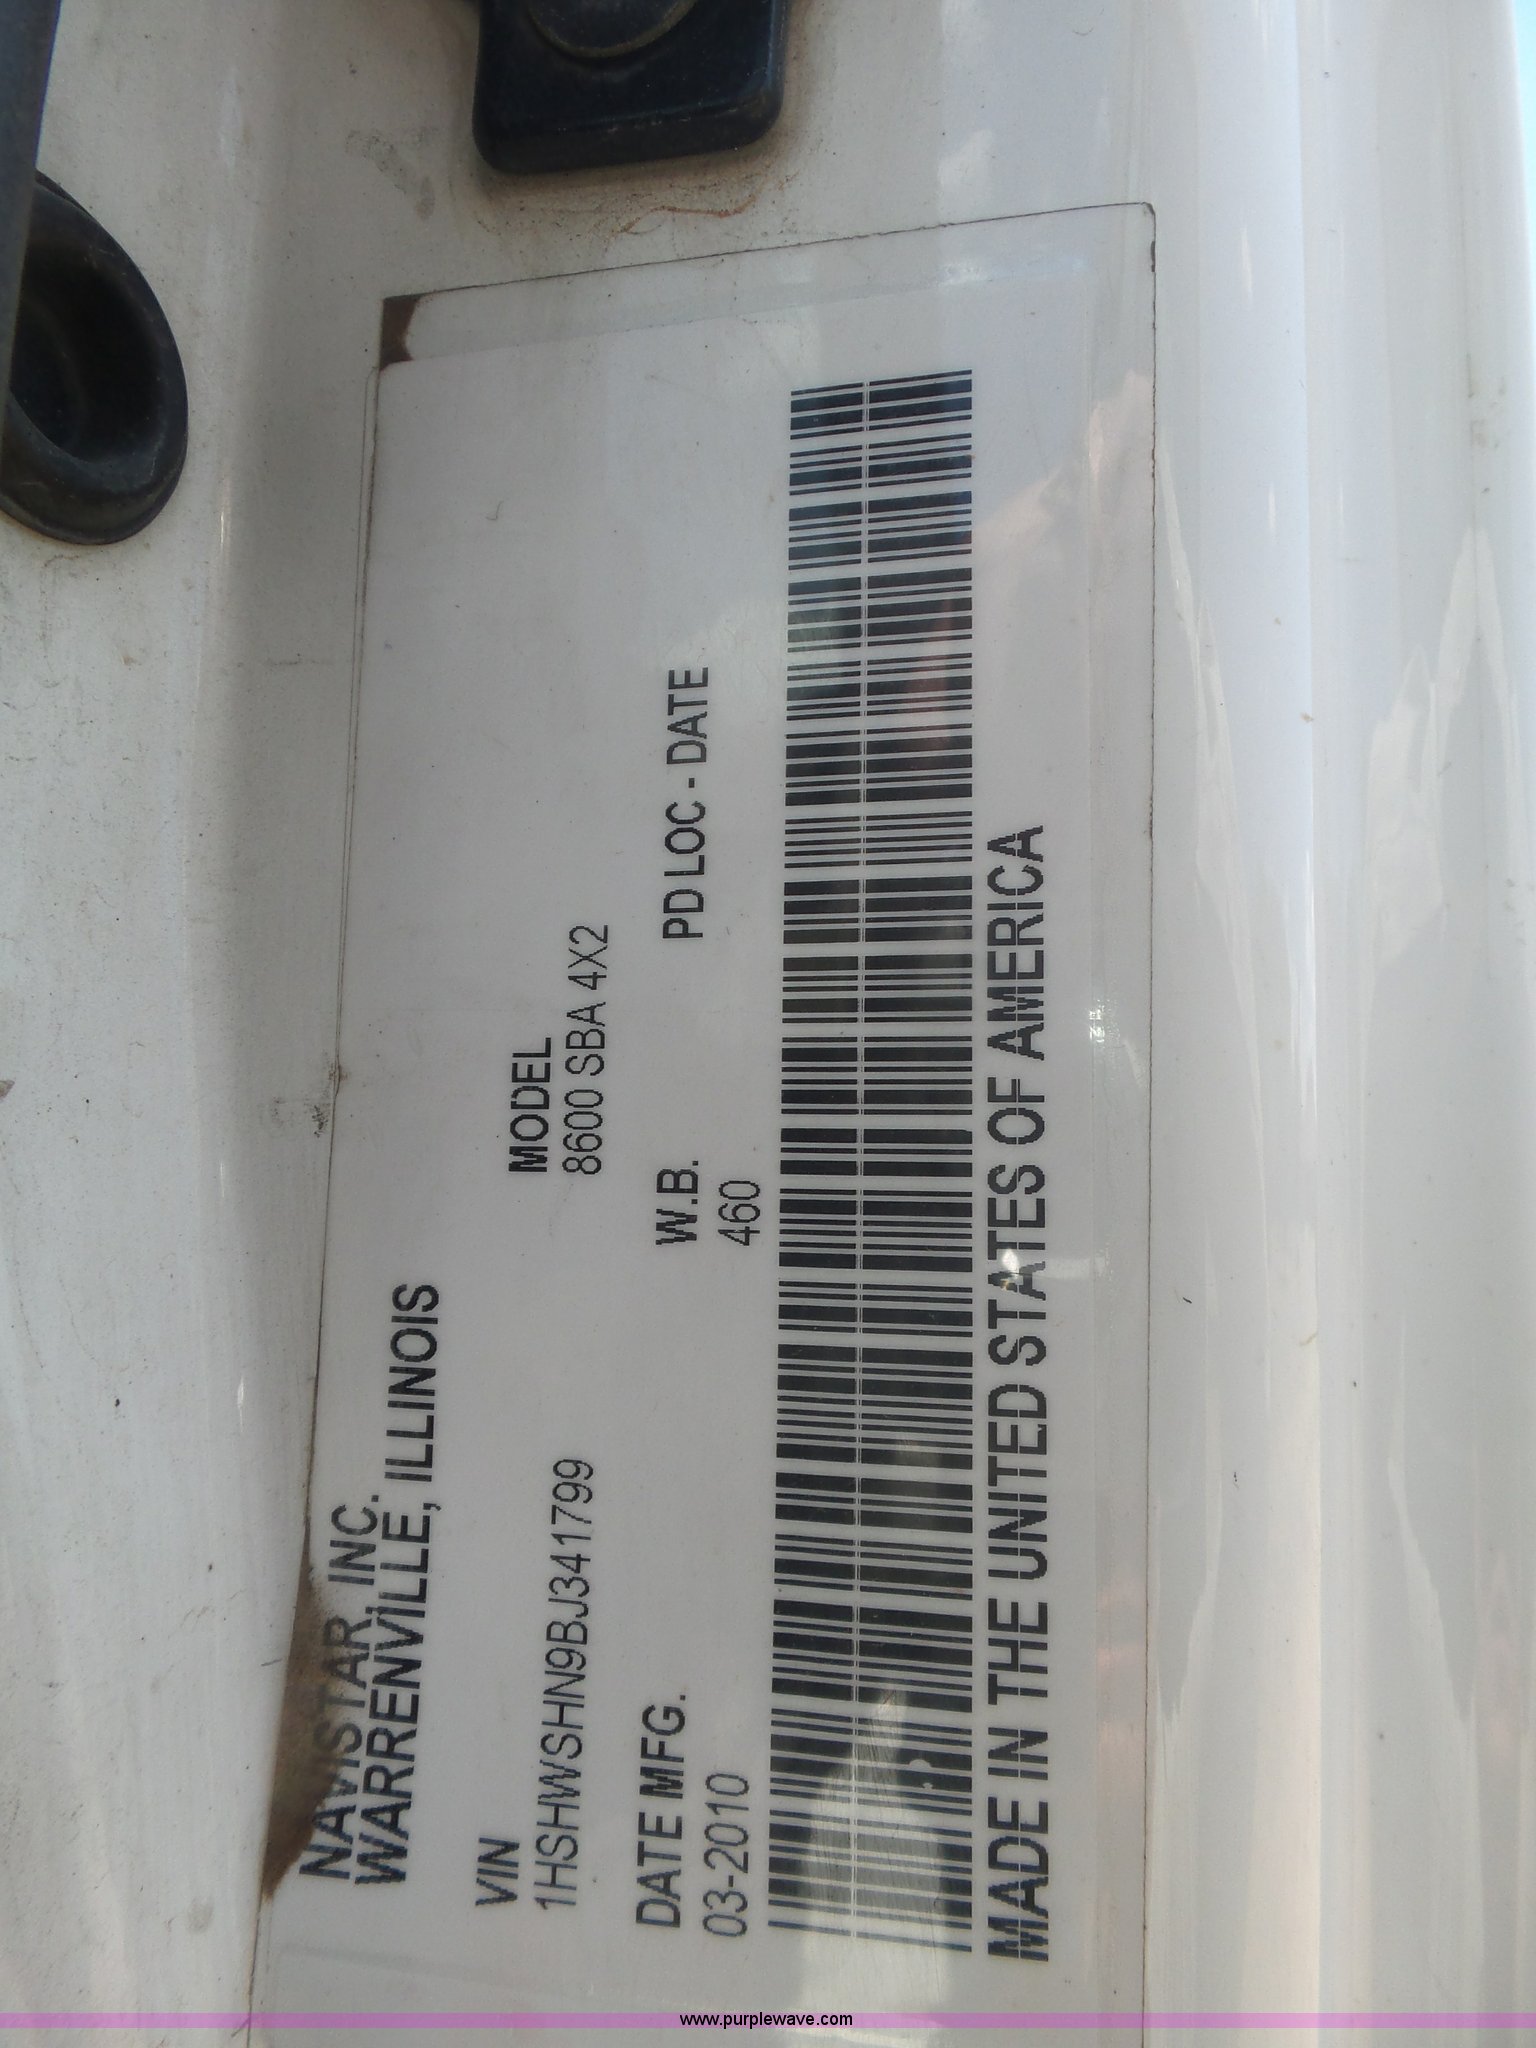 NAVISTAR, INC.
WARRENVILLE, ILLINOIS
VIN
1HSHWSHN9BJ341799
MODEL
8600 SBA 4X2
DATE MFG.
03-2010
W.B.
460
PD LOC - DATE
MADE IN THE UNITED STATES OF AMERICA
www.purplewave.com